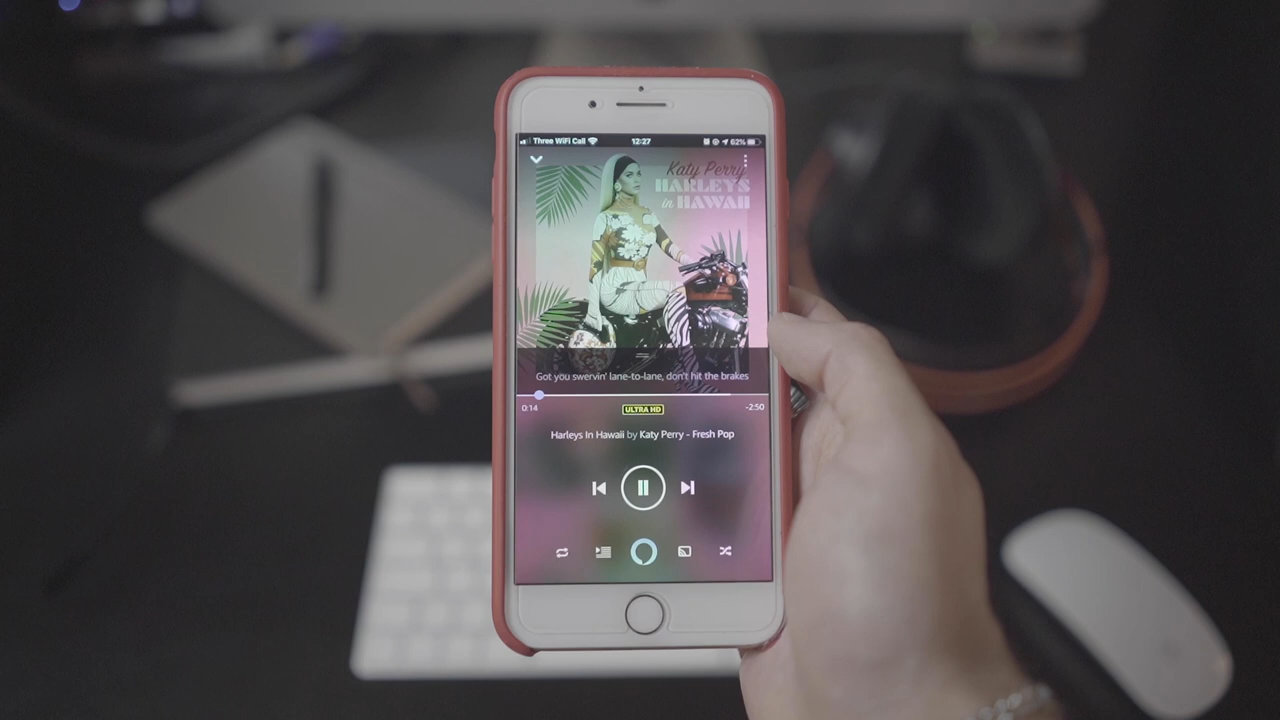 Three WiFi Call 12:27 62%
Katy Perry
HARLEYS
in HAWAII
Got you swervin' lane-to-lane, don't hit the brakes
0:14 ULTRA HD -2:50
Harleys In Hawaii by Katy Perry - Fresh Pop